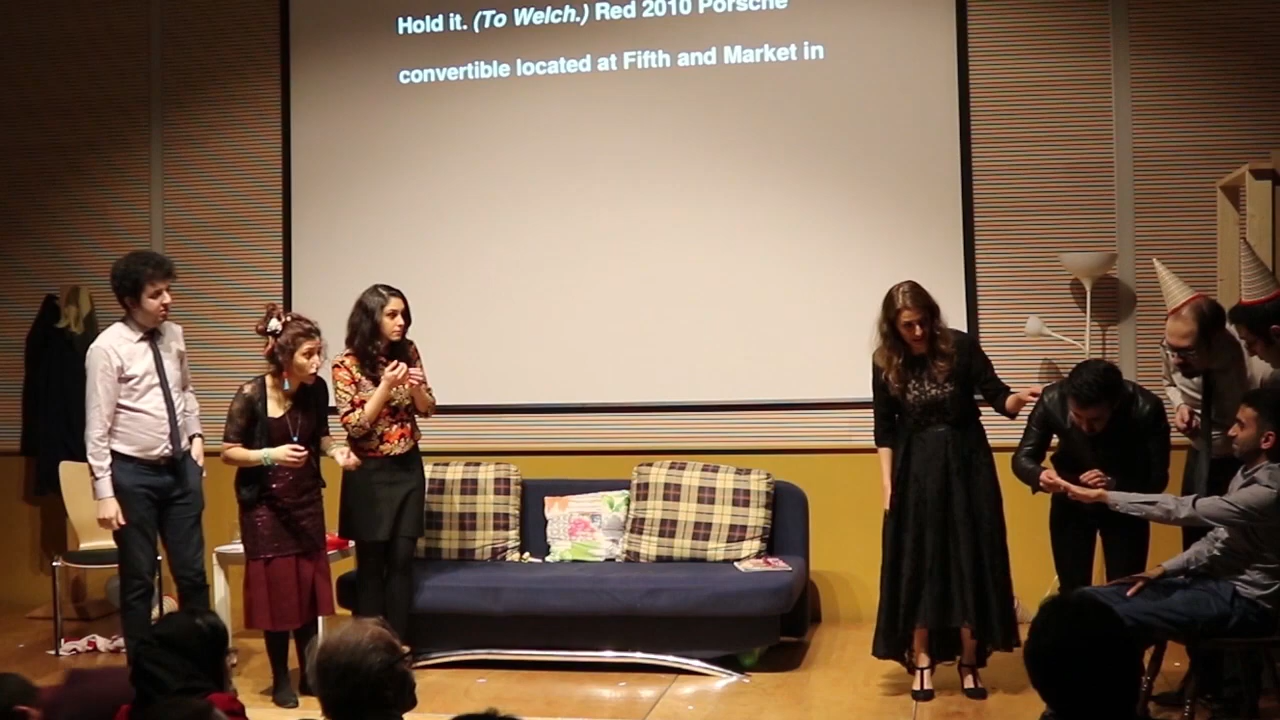 Hold it. (To Welch.) Red 2010 Porsche
convertible located at Fifth and Market in